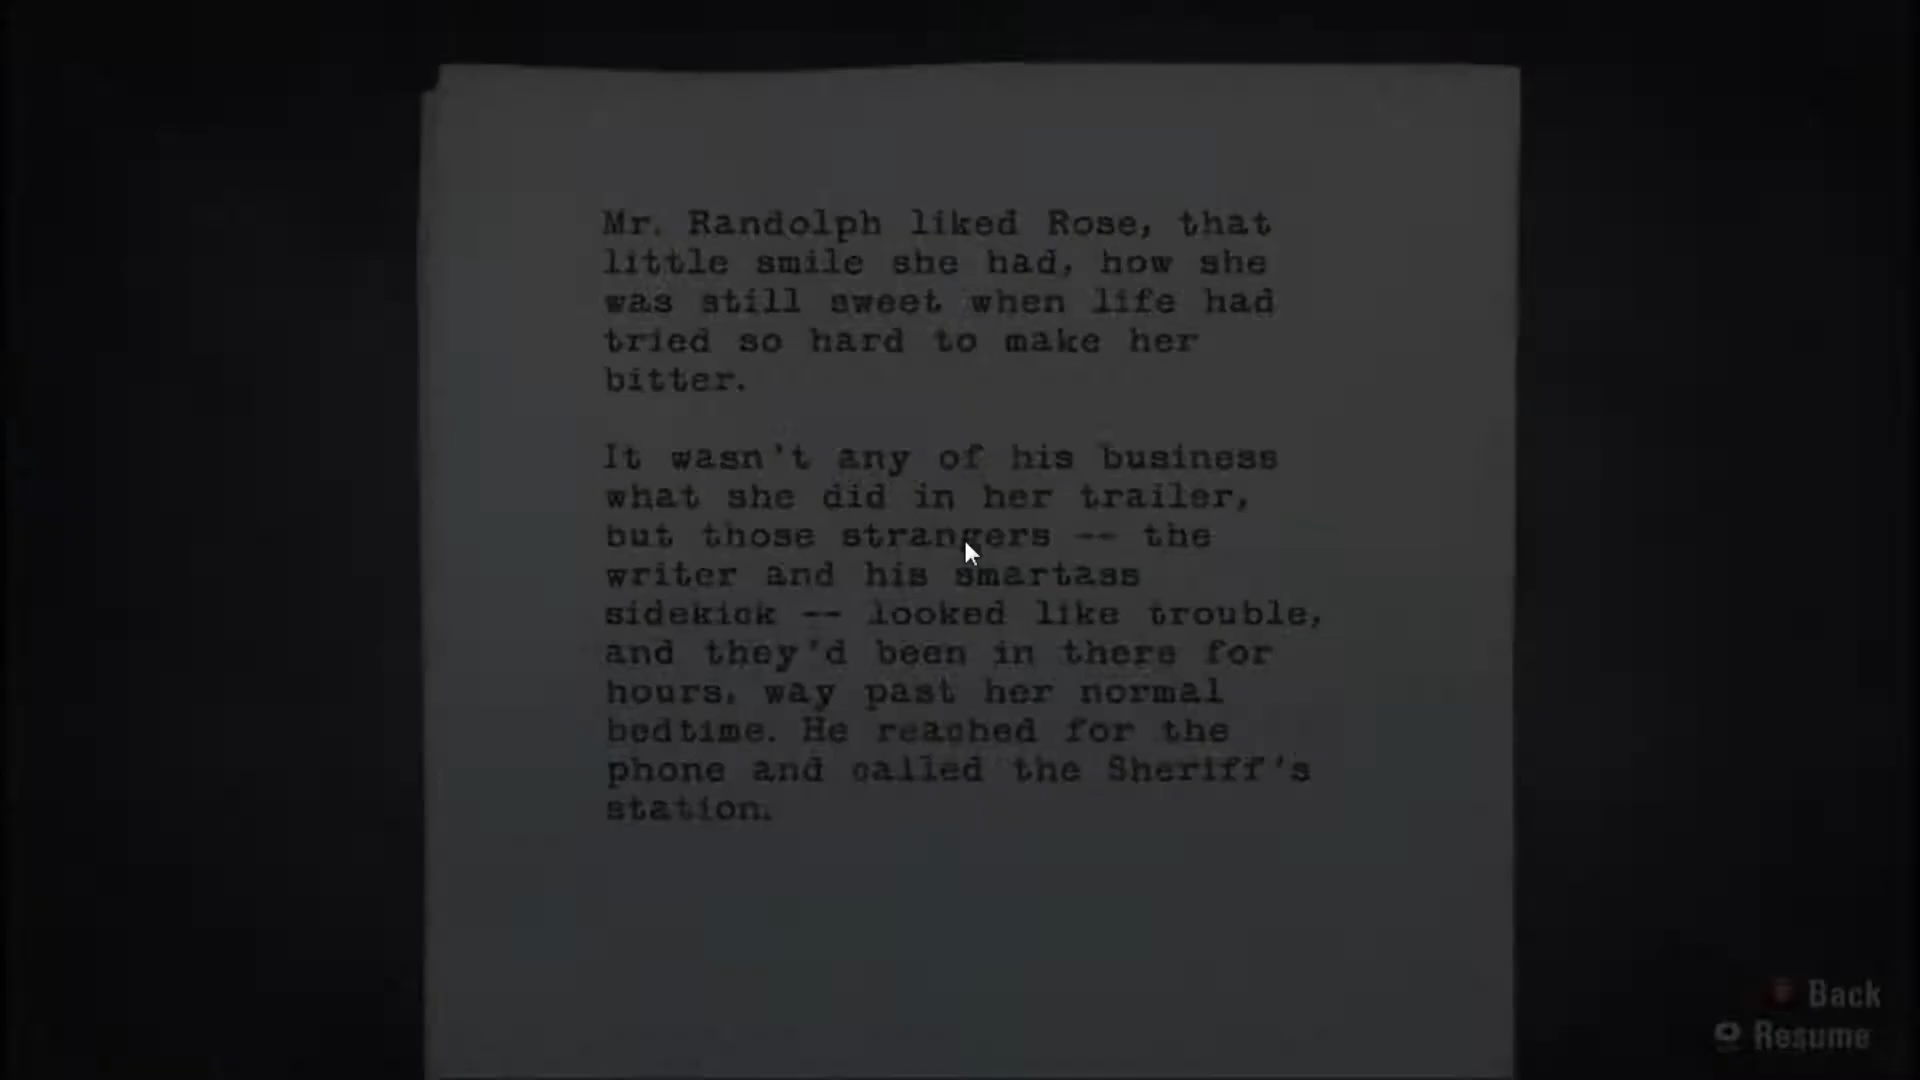 Mr. Randolph liked Rose, that
little smile she had, how she
was still sweet when life had
tried so hard to make her
bitter.
It wasn't any of his business
what she did in her trailer,
but those strangers -- the
writer and his smartass
sidekick -- looked like trouble,
and they'd been in there for
hours, way past her normal
bedtime. He reached for the
phone and called the Sheriff's
station.
Back
Resume